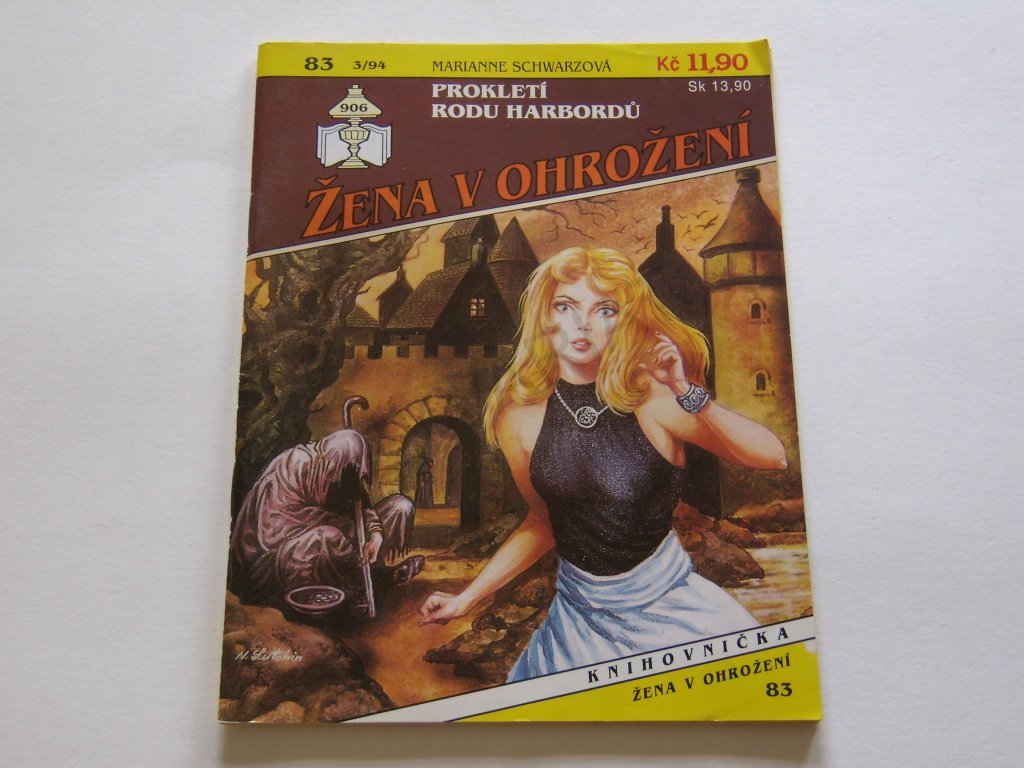 83 3/94 MARIANNE SCHWARZOVÁ Kč 11,90
Sk 13,90
PROKLETÍ
RODU HARBORDŮ
906
ŽENA V OHROŽENÍ
N. Lutohin
KNIHOVNIČKA
ŽENA V OHROŽENÍ
83